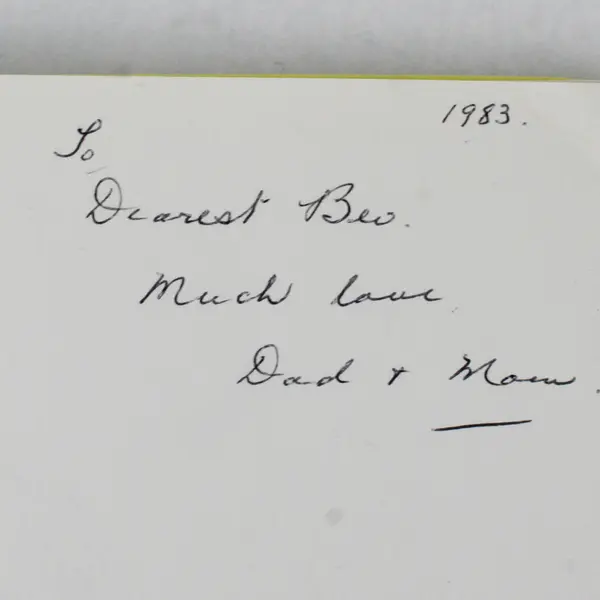 1983.
To
Dearest Bev.
Much love
Dad & Mom.